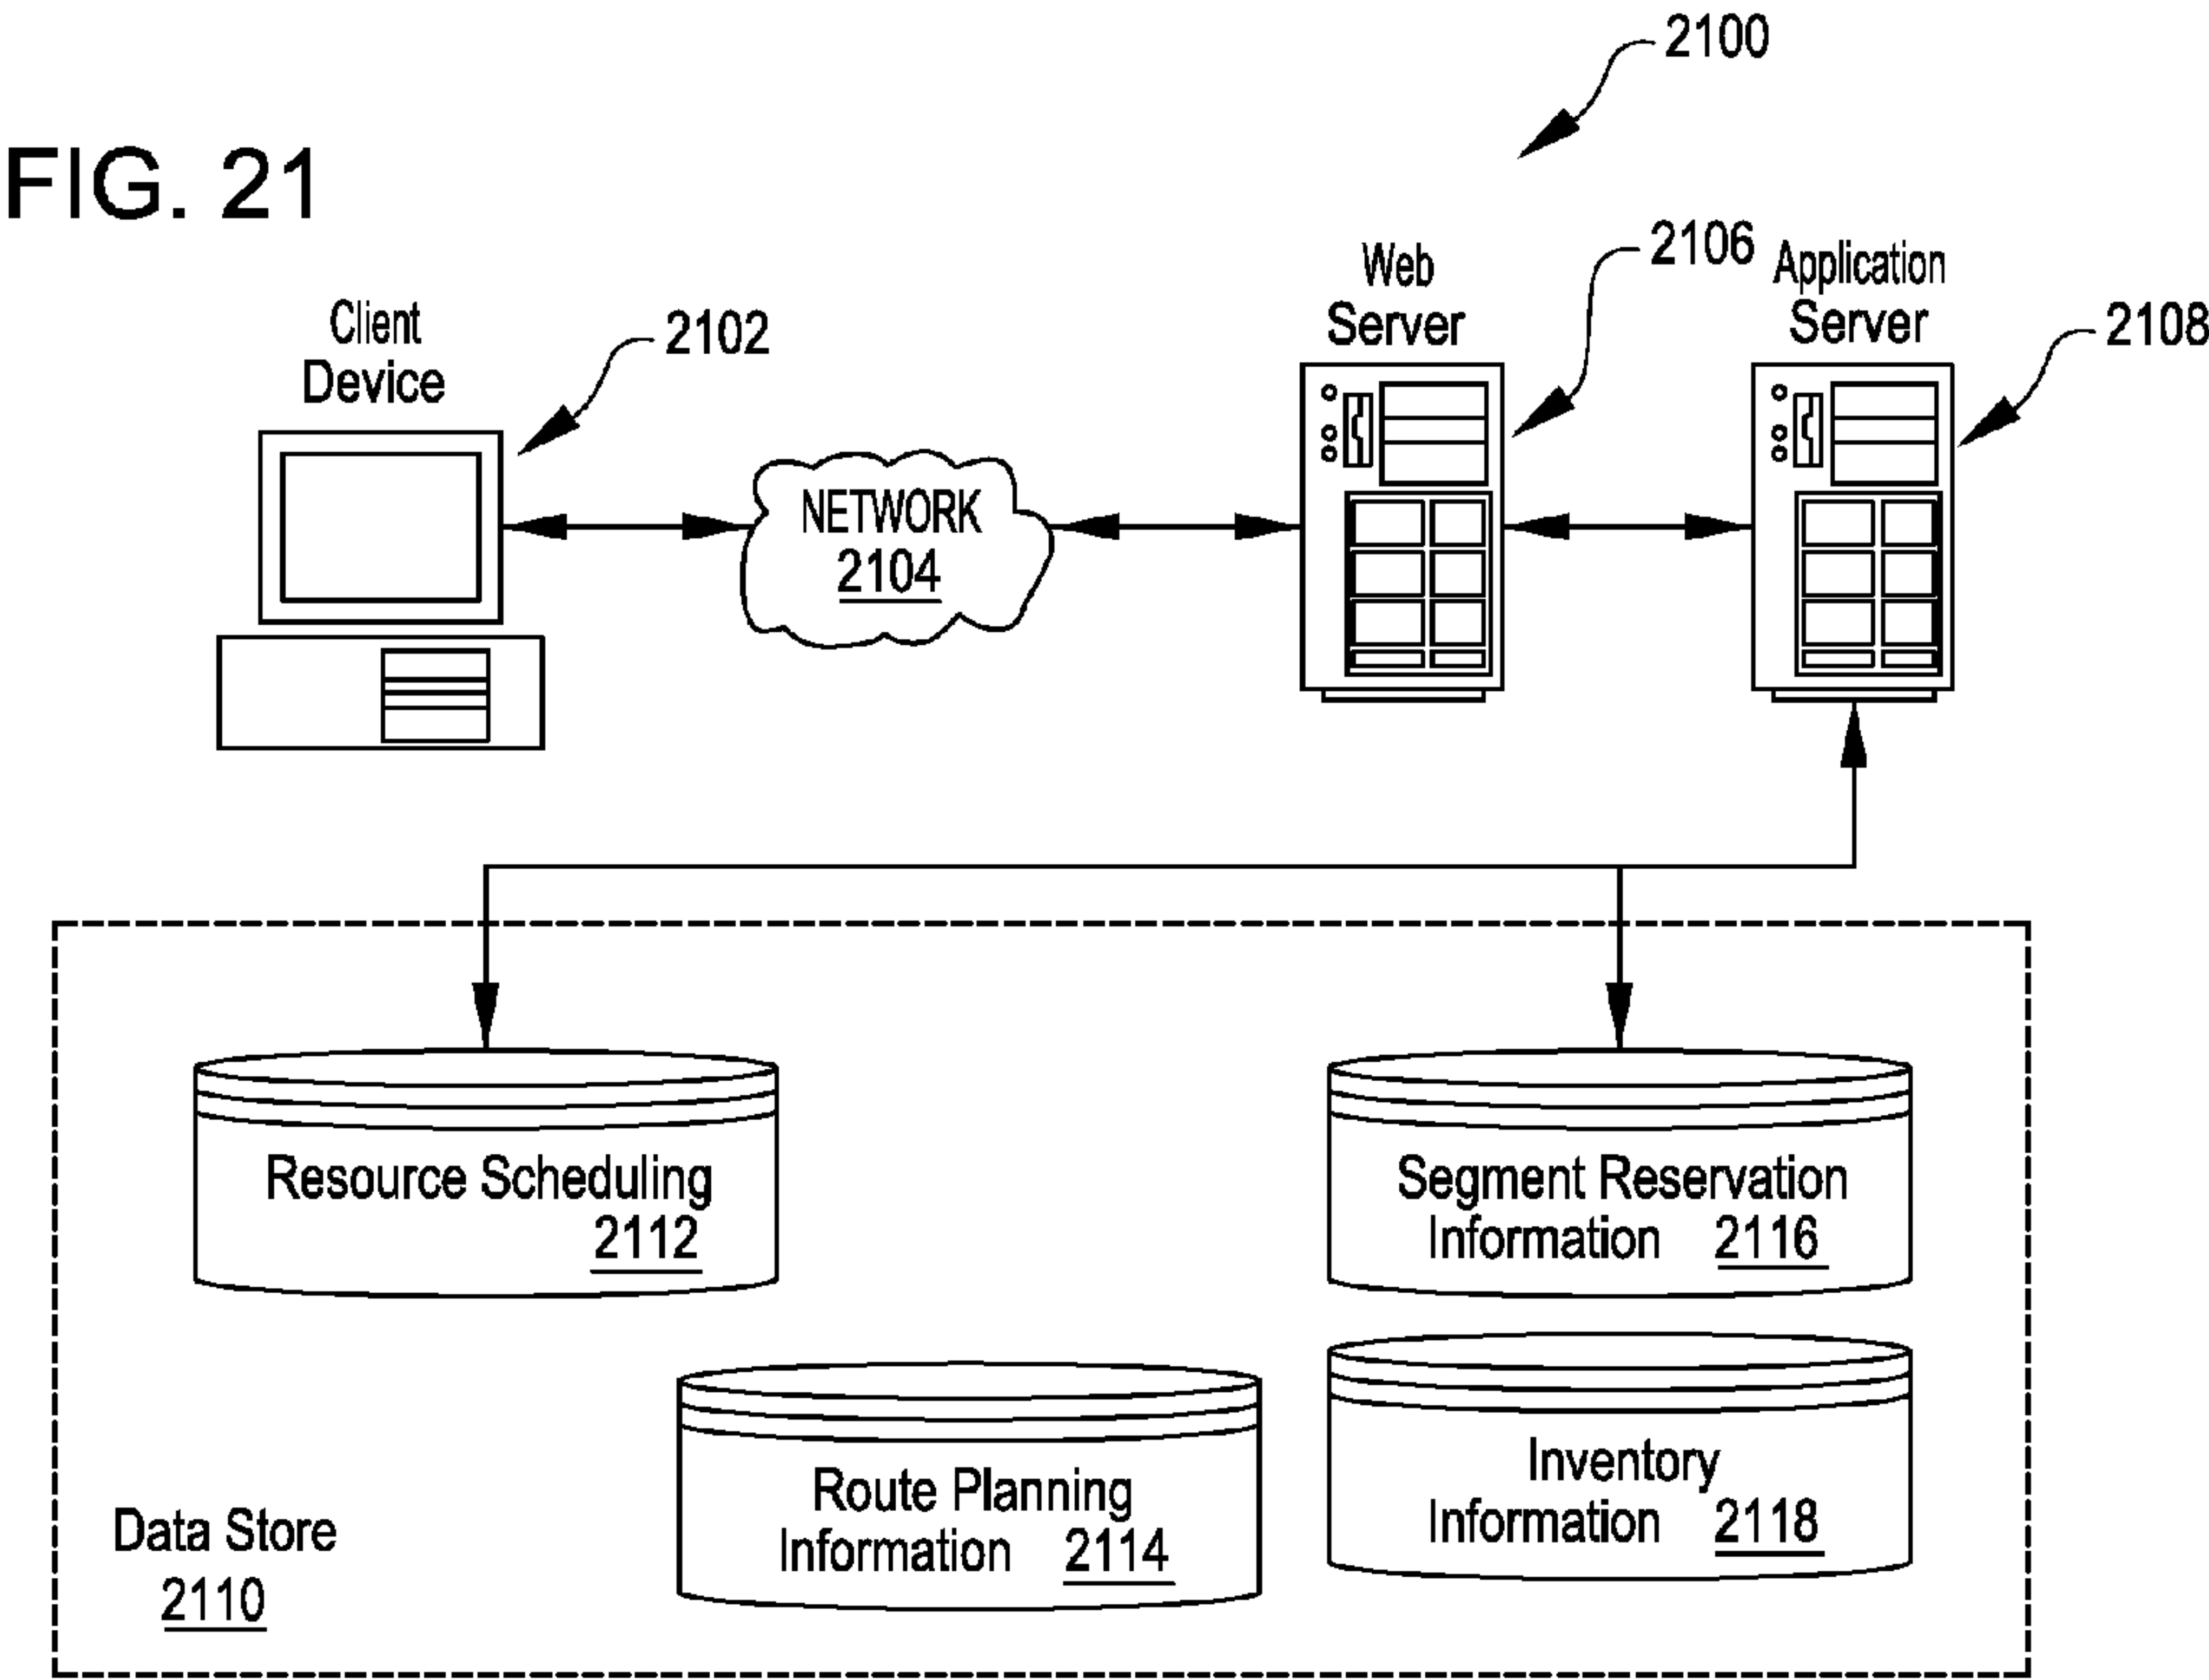 2100
FIG. 21
Client
Device
2102
Web
Server
2106
Application
Server
2108
NETWORK
2104
Resource Scheduling
2112
Segment Reservation
Information 2116
Route Planning
Information 2114
Inventory
Information 2118
Data Store
2110